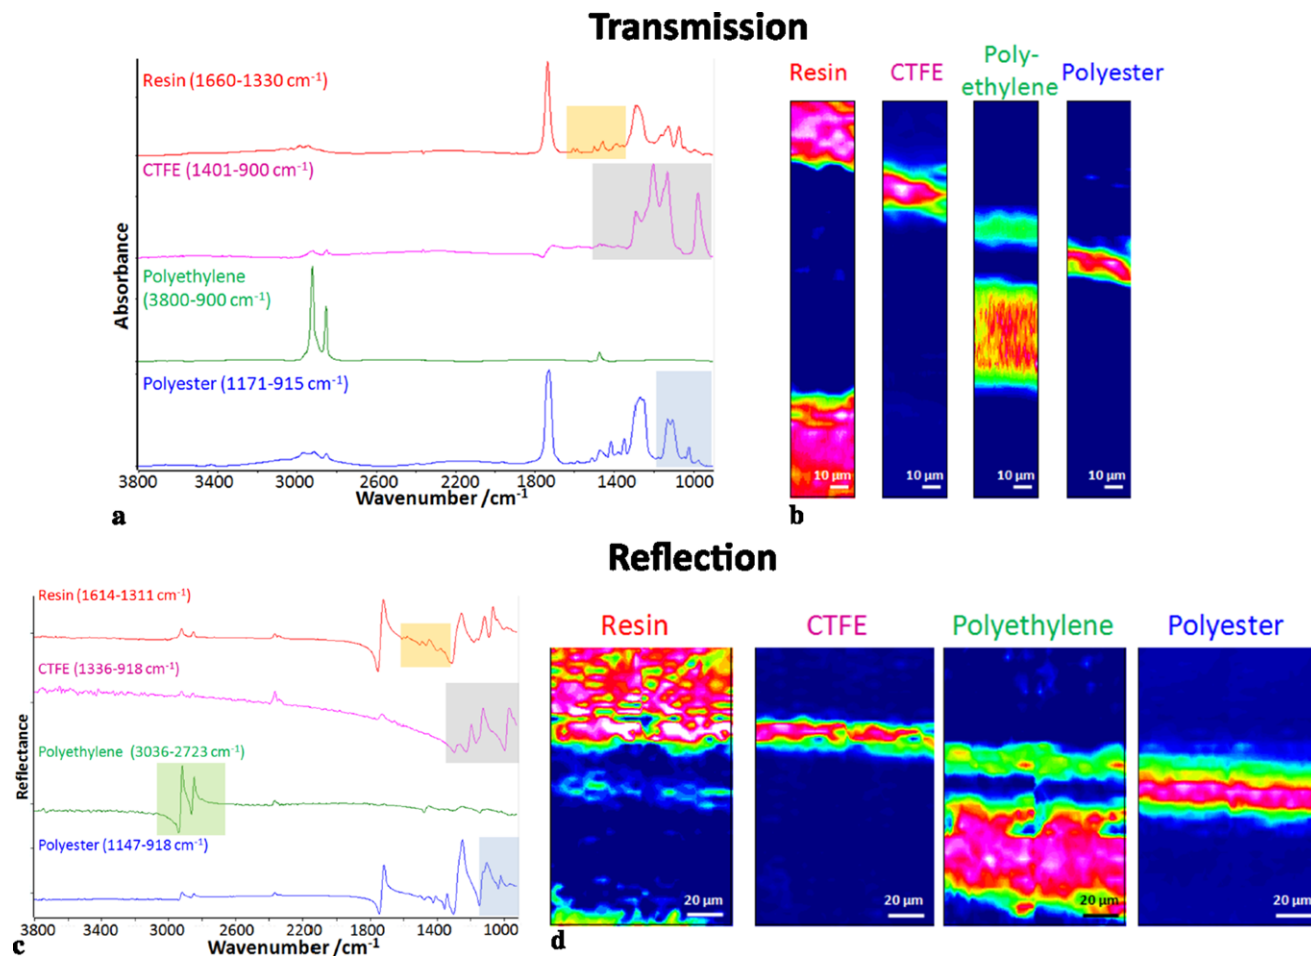 Transmission
Resin (1660-1330 cm⁻¹)
CTFE (1401-900 cm⁻¹)
Polyethylene
(3800-900 cm⁻¹)
Polyester (1171-915 cm⁻¹)
Absorbance
3800 3000 2200 1800 1400 1000
Wavenumber /cm⁻¹
a
Resin
CTFE
Poly-
ethylene
Polyester
10 µm
10 µm
10 µm
10 µm
b
Reflection
Resin (1614-1311 cm⁻¹)
CTFE (1336-918 cm⁻¹)
Polyethylene (3036-2723 cm⁻¹)
Polyester (1147-918 cm⁻¹)
Reflectance
3800 3400 3000 2600 2200 1800 1400 1000
Wavenumber /cm⁻¹
c
Resin
CTFE
Polyethylene
Polyester
20 µm
20 µm
20 µm
20 µm
d